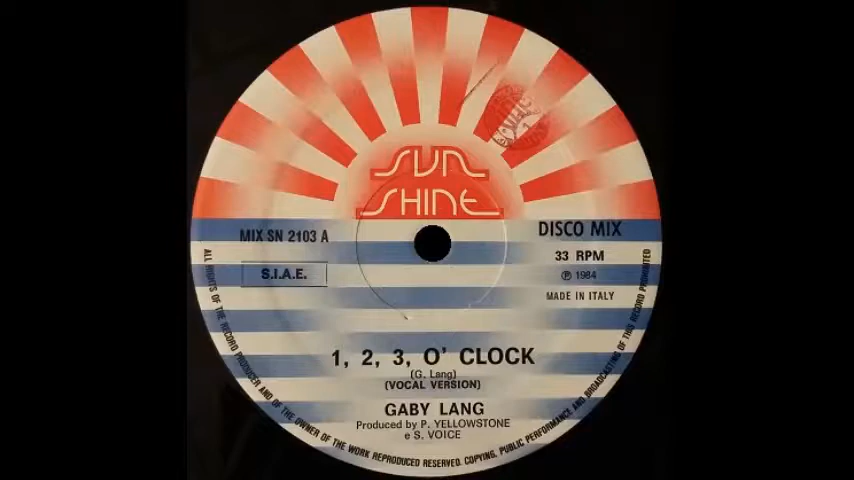 SUN
SHINE
MIX SN 2103 A
DISCO MIX
S.I.A.E.
33 RPM
℗ 1984
MADE IN ITALY
1, 2, 3, O' CLOCK
(G. Lang)
(VOCAL VERSION)
GABY LANG
Produced by P. YELLOWSTONE
e S. VOICE
ALL RIGHTS OF THE RECORD PRODUCER AND OF THE OWNER OF THE WORK REPRODUCED RESERVED. COPYING, PUBLIC PERFORMANCE AND BROADCASTING OF THIS RECORD PROHIBITED